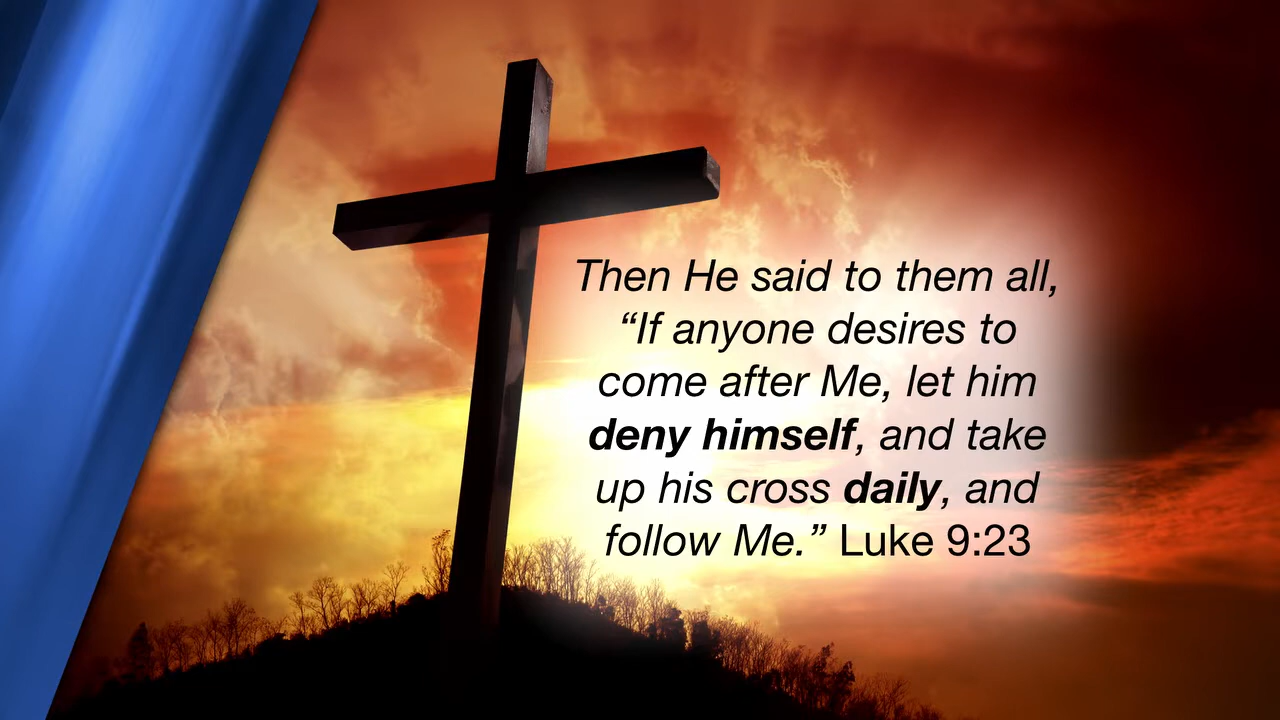 Then He said to them all,
“If anyone desires to
come after Me, let him
deny himself, and take
up his cross daily, and
follow Me.” Luke 9:23